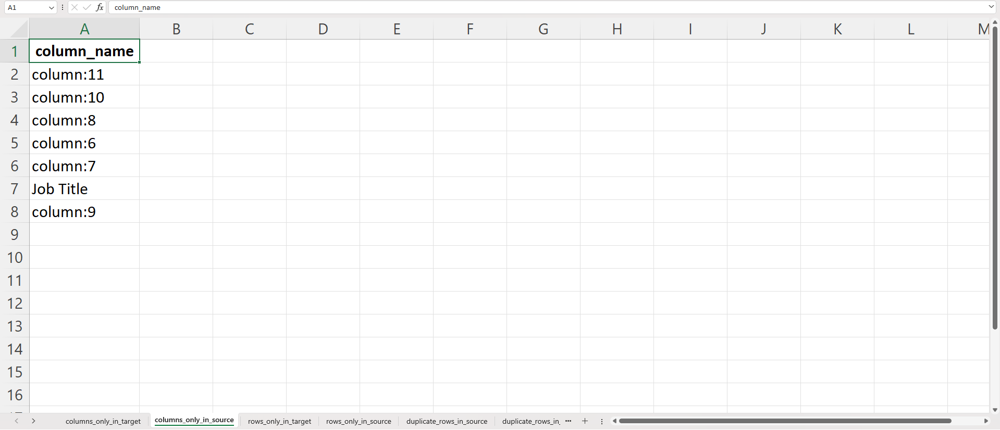 A1 fx column_name
A B C D E F G H I J K L M
1 column_name
2 column:11
3 column:10
4 column:8
5 column:6
6 column:7
7 Job Title
8 column:9
9
10
11
12
13
14
15
16
columns_only_in_target columns_only_in_source rows_only_in_target rows_only_in_source duplicate_rows_in_source duplicate_rows_in_ ...